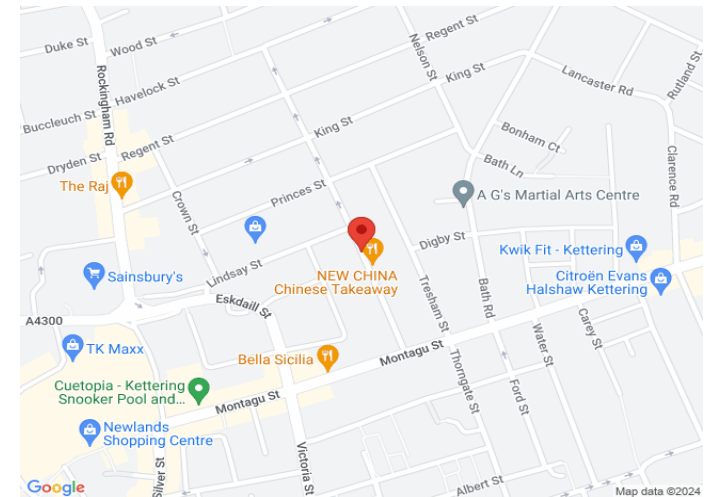 Duke St
Wood St
Regent St
Nelson St
King St
Lancaster Rd
Rutland St
Rockingham Rd
Havelock St
Buccleuch St
King St
Bonham Ct
Bath Ln
Clarence Rd
Dryden St
Regent St
The Raj
Crown St
Princes St
A G's Martial Arts Centre
Digby St
Kwik Fit - Kettering
Sainsbury's
Lindsay St
NEW CHINA
Chinese Takeaway
Tresham St
Bath Rd
Citroën Evans
Halshaw Kettering
Eskdaill St
A4300
TK Maxx
Bella Sicilia
Montagu St
Thorngate St
Water St
Carey St
Cuetopia - Kettering
Snooker Pool and...
Montagu St
Ford St
Newlands
Shopping Centre
Silver St
Victoria St
Albert St
Google
Map data ©2024